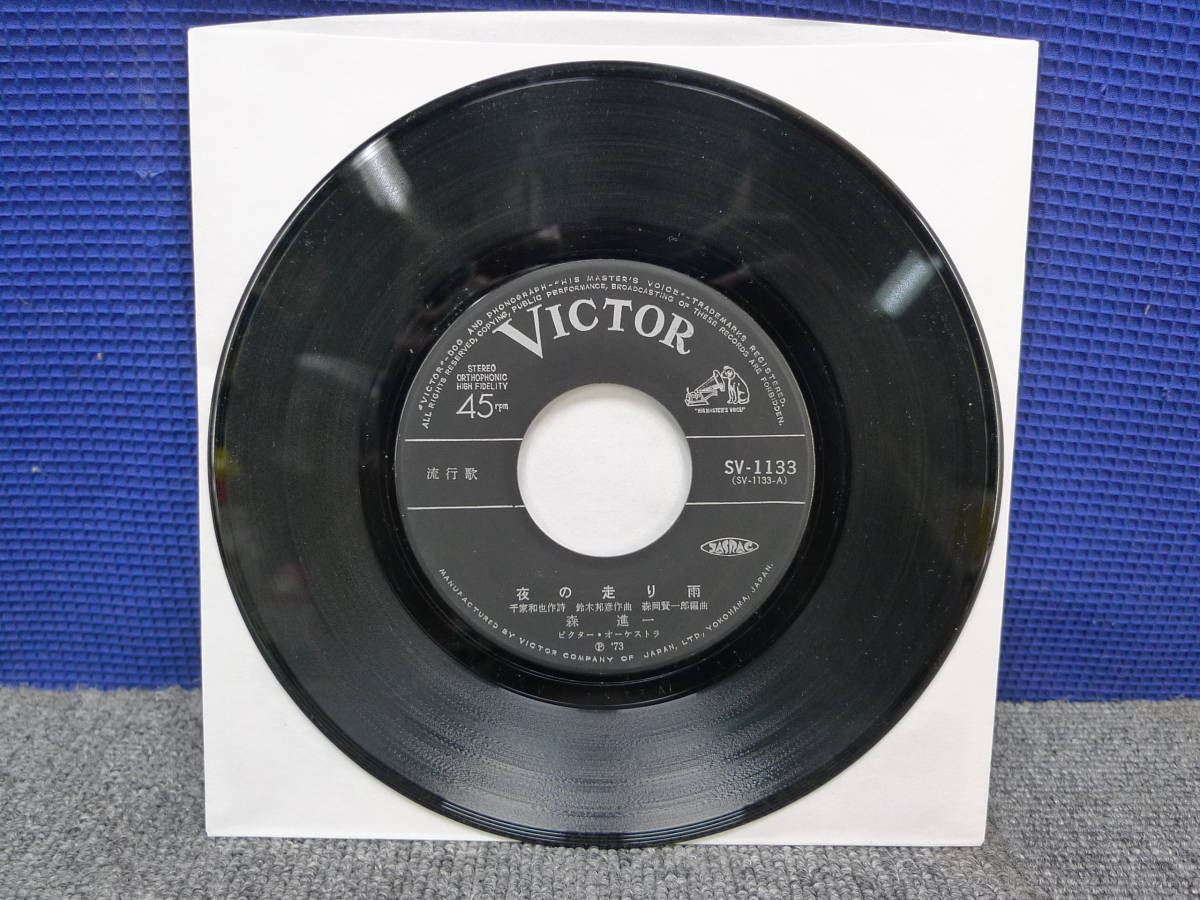 "VICTOR"-DOG AND PHONOGRAPH-"HIS MASTER'S VOICE"-TRADEMARKS REGISTERED.
ALL RIGHTS RESERVED, COPYING, PUBLIC PERFORMANCE, BROADCASTING OF THESE RECORDS ARE FORBIDDEN.
VICTOR
STEREO
ORTHOPHONIC
HIGH FIDELITY
45 rpm
"HIS MASTER'S VOICE"
流行歌
SV-1133
(SV-1133-A)
JASRAC
夜の走り雨
千家和也作詩 鈴木邦彦作曲 森岡賢一郎編曲
森進一
ビクター・オーケストラ
Ⓟ '73
MANUFACTURED BY VICTOR COMPANY OF JAPAN, LTD., YOKOHAMA, JAPAN.